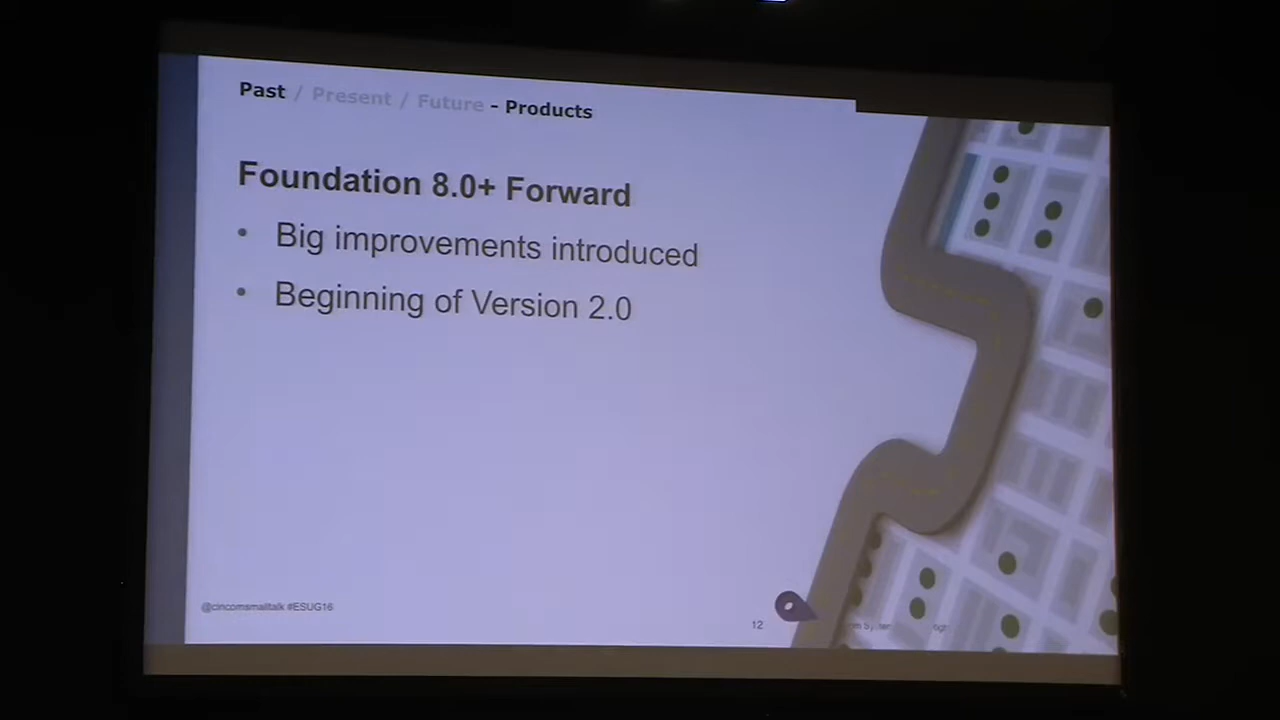 Past / Present / Future - Products
Foundation 8.0+ Forward
• Big improvements introduced
• Beginning of Version 2.0
@cincomsmalltalk #ESUG16
12